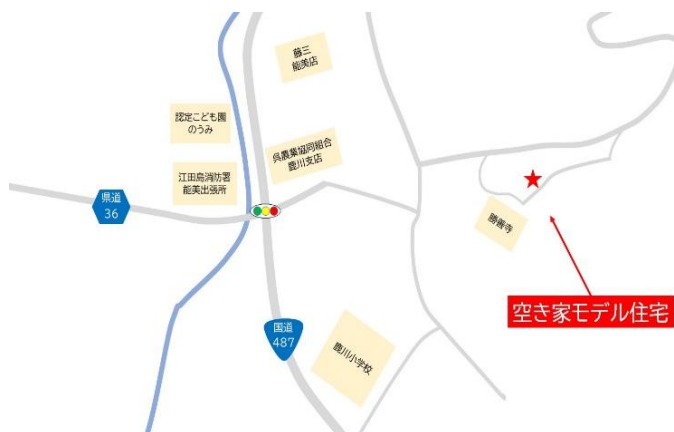 藤三
能美店
認定こども園
のうみ
呉農業協同組合
鹿川支店
江田島消防署
能美出張所
県道
36
勝善寺
空き家モデル住宅
国道
487
鹿川小学校